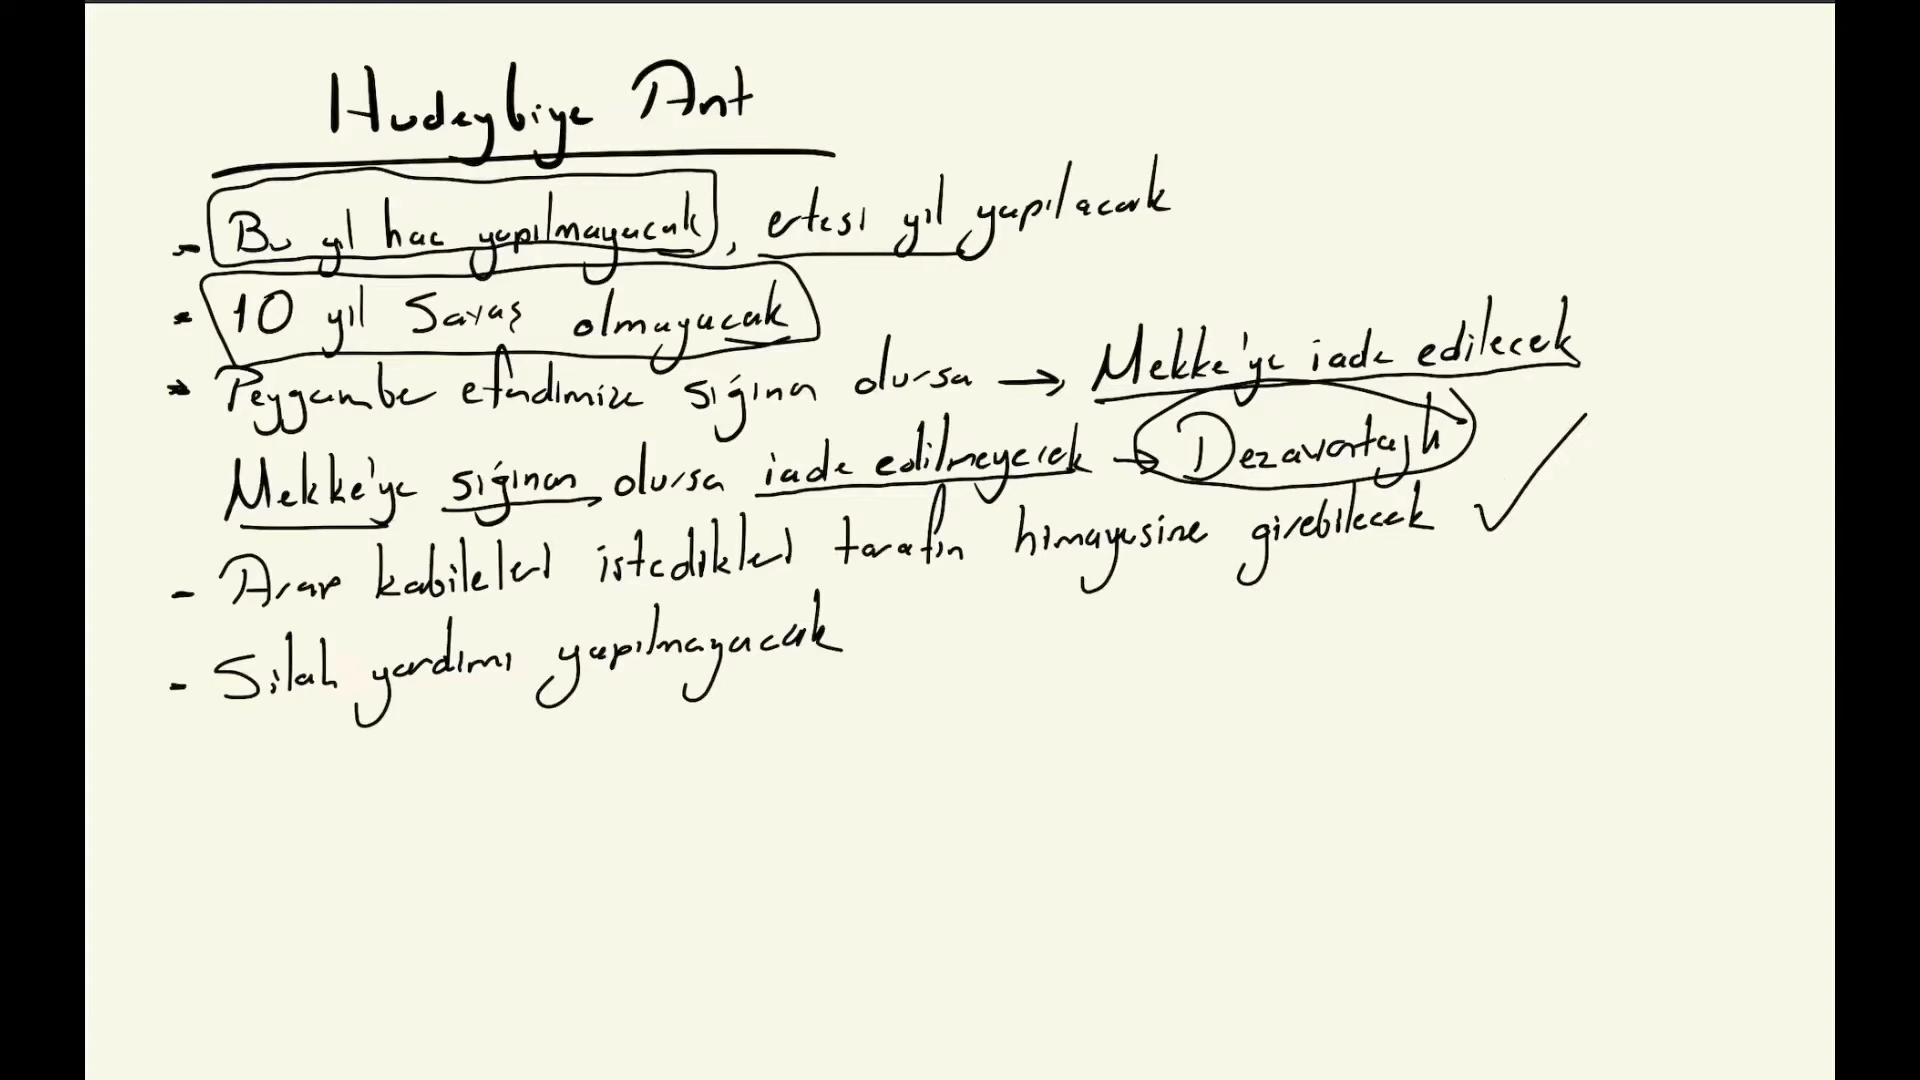 Hudeybiye Ant
- Bu yıl hac yapılmayacak, ertesi yıl yapılacak
- 10 yıl Savaş olmayacak
- Peygamber efendimize sığınan olursa → Mekke'ye iade edilecek
Mekke'ye sığınan olursa iade edilmeyecek → Dezavantajlı
- Arap kabileleri istedikleri tarafın himayesine girebilecek ✓
- Silah yardımı yapılmayacak